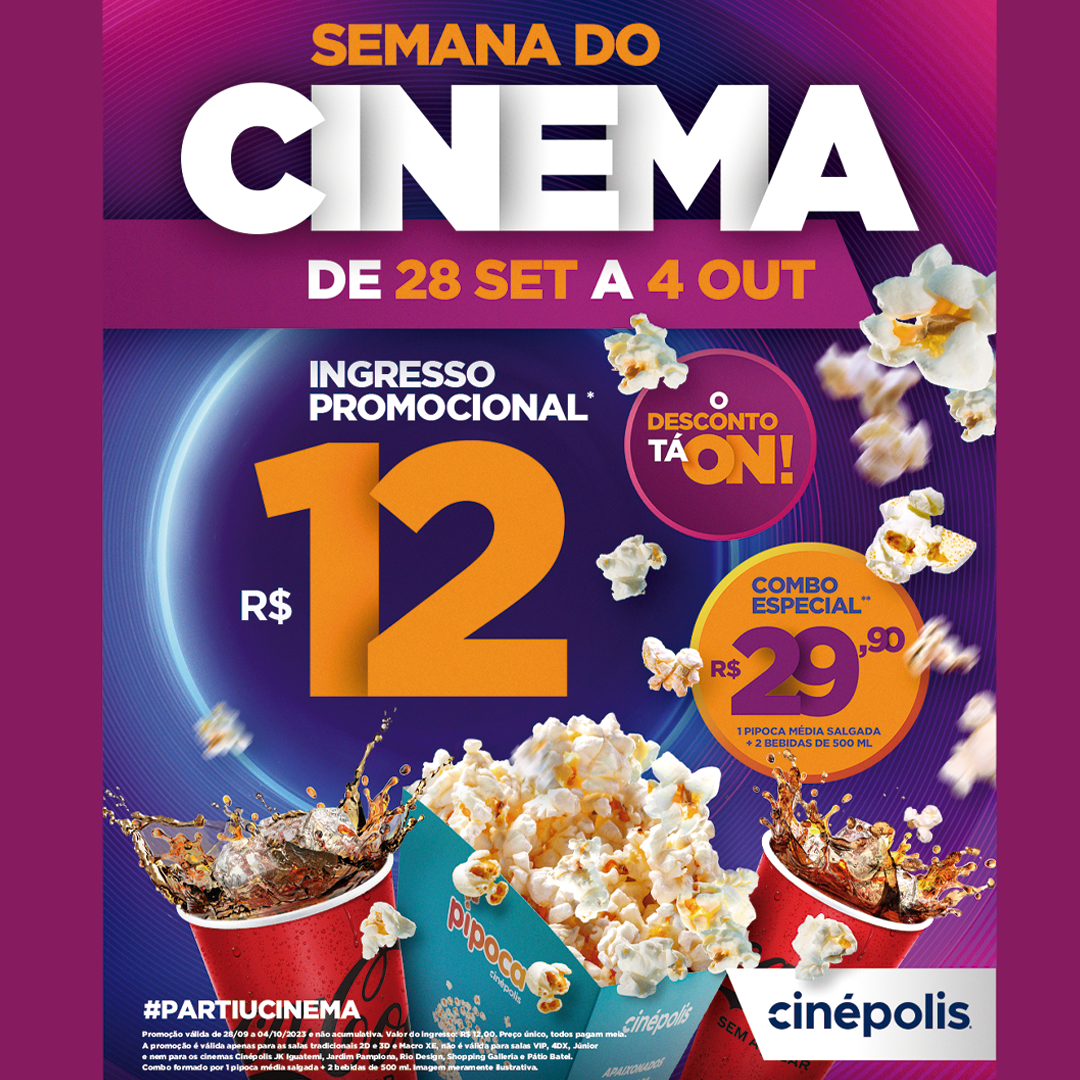 SEMANA DO
CINEMA
DE 28 SET A 4 OUT
INGRESSO
PROMOCIONAL*
R$ 12
O
DESCONTO
TÁ ON!
COMBO
ESPECIAL**
R$ 29,90
1 PIPOCA MÉDIA SALGADA
+ 2 BEBIDAS DE 500 ML
pipoca
cinépolis
cinépolis
APAIXONADOS
SEM
#PARTIUCINEMA
cinépolis
Promoção válida de 28/09 a 04/10/2023 e não acumulativa. Valor do ingresso: R$ 12,00. Preço único, todos pagam meia.
A promoção é válida apenas para as salas tradicionais 2D e 3D e Macro XE, não é válida para salas VIP, 4DX, Júnior
e nem para os cinemas Cinépolis JK Iguatemi, Jardim Pamplona, Rio Design, Shopping Galleria e Pátio Batel.
Combo formado por 1 pipoca média salgada + 2 bebidas de 500 ml. Imagem meramente ilustrativa.